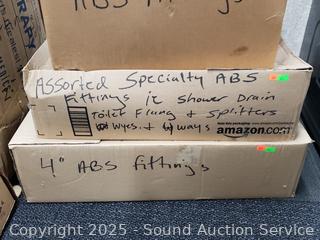 ABS
Assorted Specialty ABS
Fittings ie Shower Drain
Toilet Flang & Splitters
Wyes. & 4 ways
amazon.com
4" ABS fittings
Copyright 2025 - Sound Auction Service